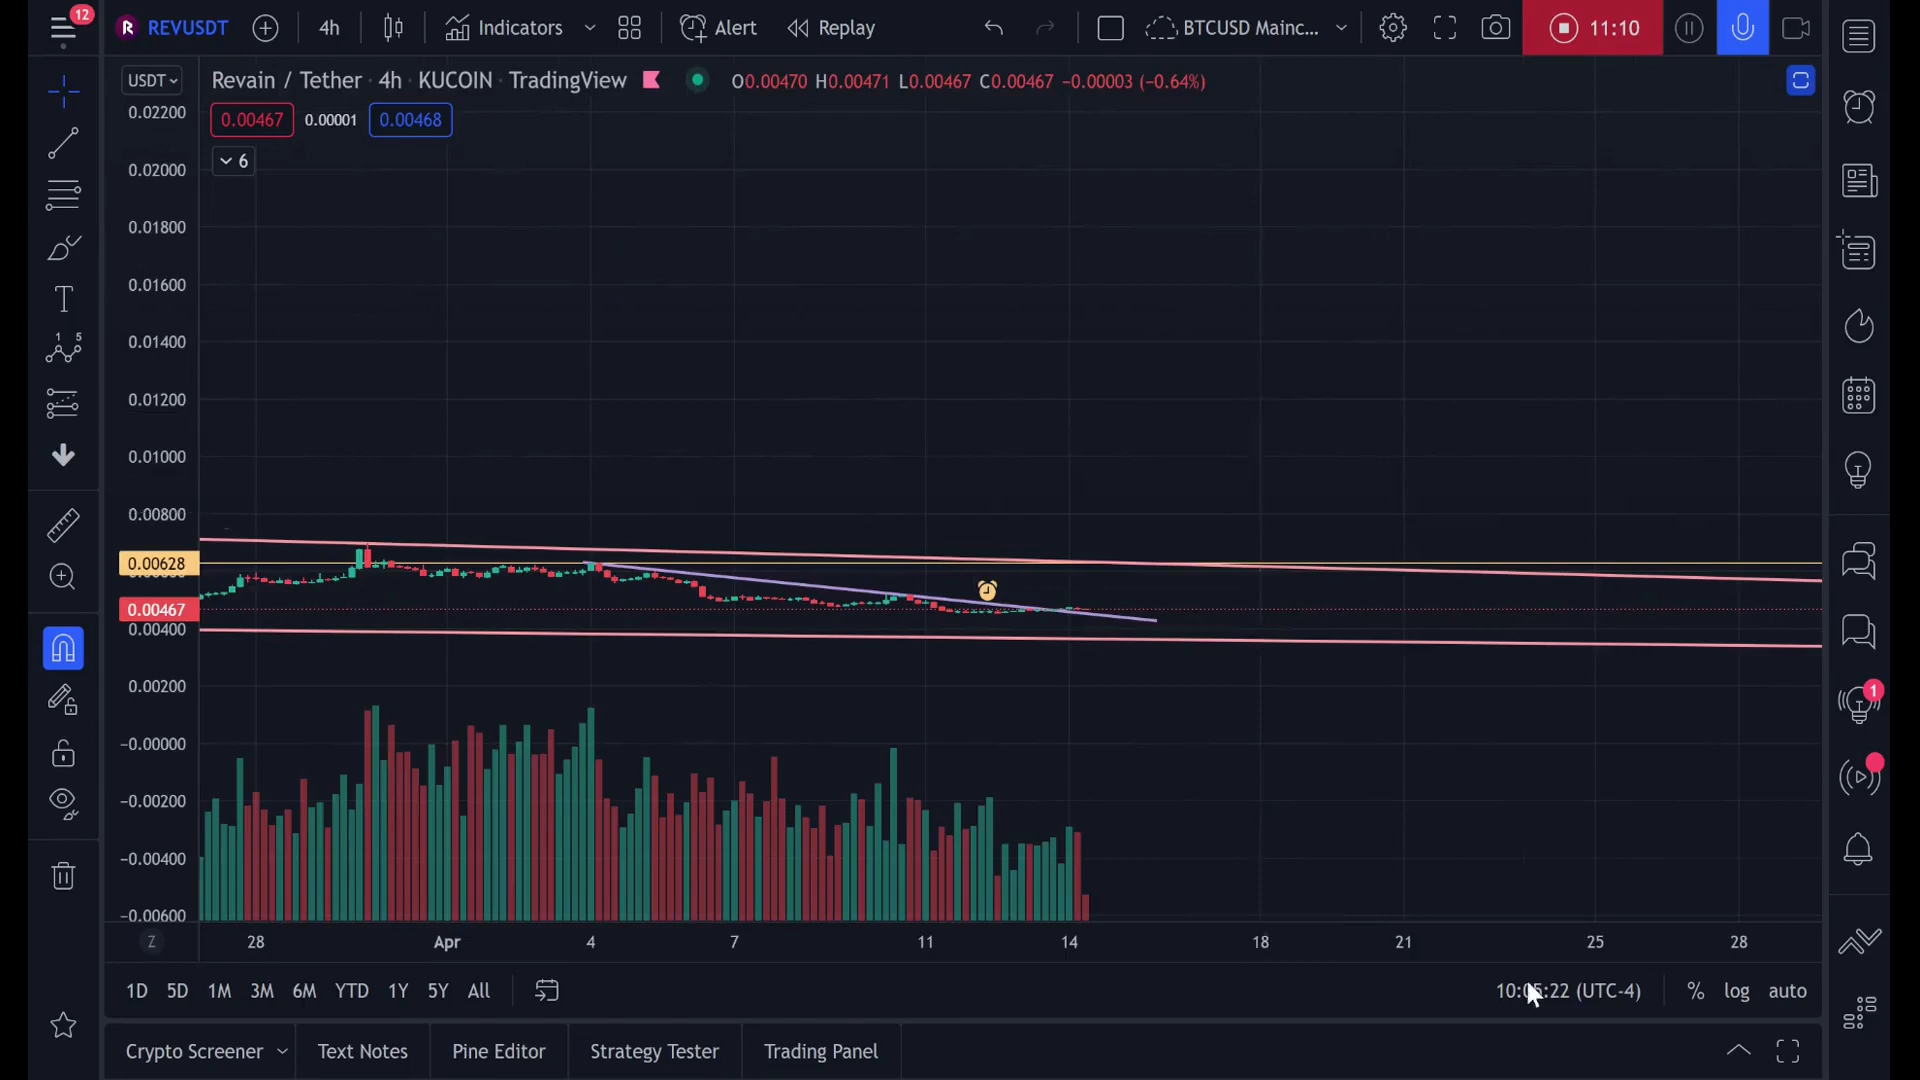 12
REVUSDT
4h
Indicators
Alert
Replay
BTCUSD Mainc...
11:10
USDT
Revain / Tether · 4h · KUCOIN · TradingView
O0.00470 H0.00471 L0.00467 C0.00467 −0.00003 (−0.64%)
0.00467
0.00001
0.00468
6
0.02200
0.02000
0.01800
0.01600
0.01400
0.01200
0.01000
0.00800
0.00628
0.00467
0.00400
0.00200
−0.00000
−0.00200
−0.00400
−0.00600
T
1 5
1
Z
28
Apr
4
7
11
14
18
21
25
28
1D 5D 1M 3M 6M YTD 1Y 5Y All
(UTC-4)
%
log
auto
Crypto Screener
Text Notes
Pine Editor
Strategy Tester
Trading Panel